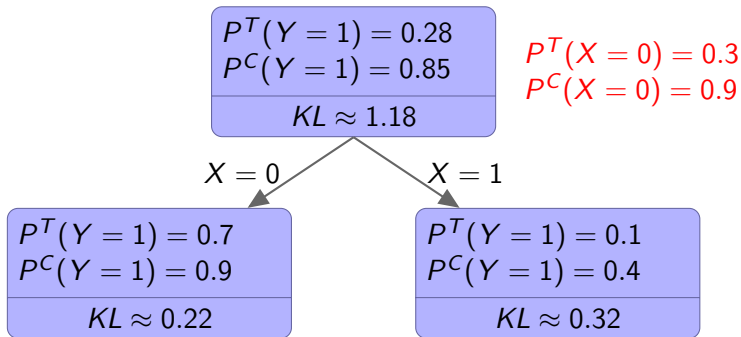 P^T(Y = 1) = 0.28
P^C(Y = 1) = 0.85
KL ≈ 1.18
P^T(X = 0) = 0.3
P^C(X = 0) = 0.9
X = 0
X = 1
P^T(Y = 1) = 0.7
P^C(Y = 1) = 0.9
KL ≈ 0.22
P^T(Y = 1) = 0.1
P^C(Y = 1) = 0.4
KL ≈ 0.32